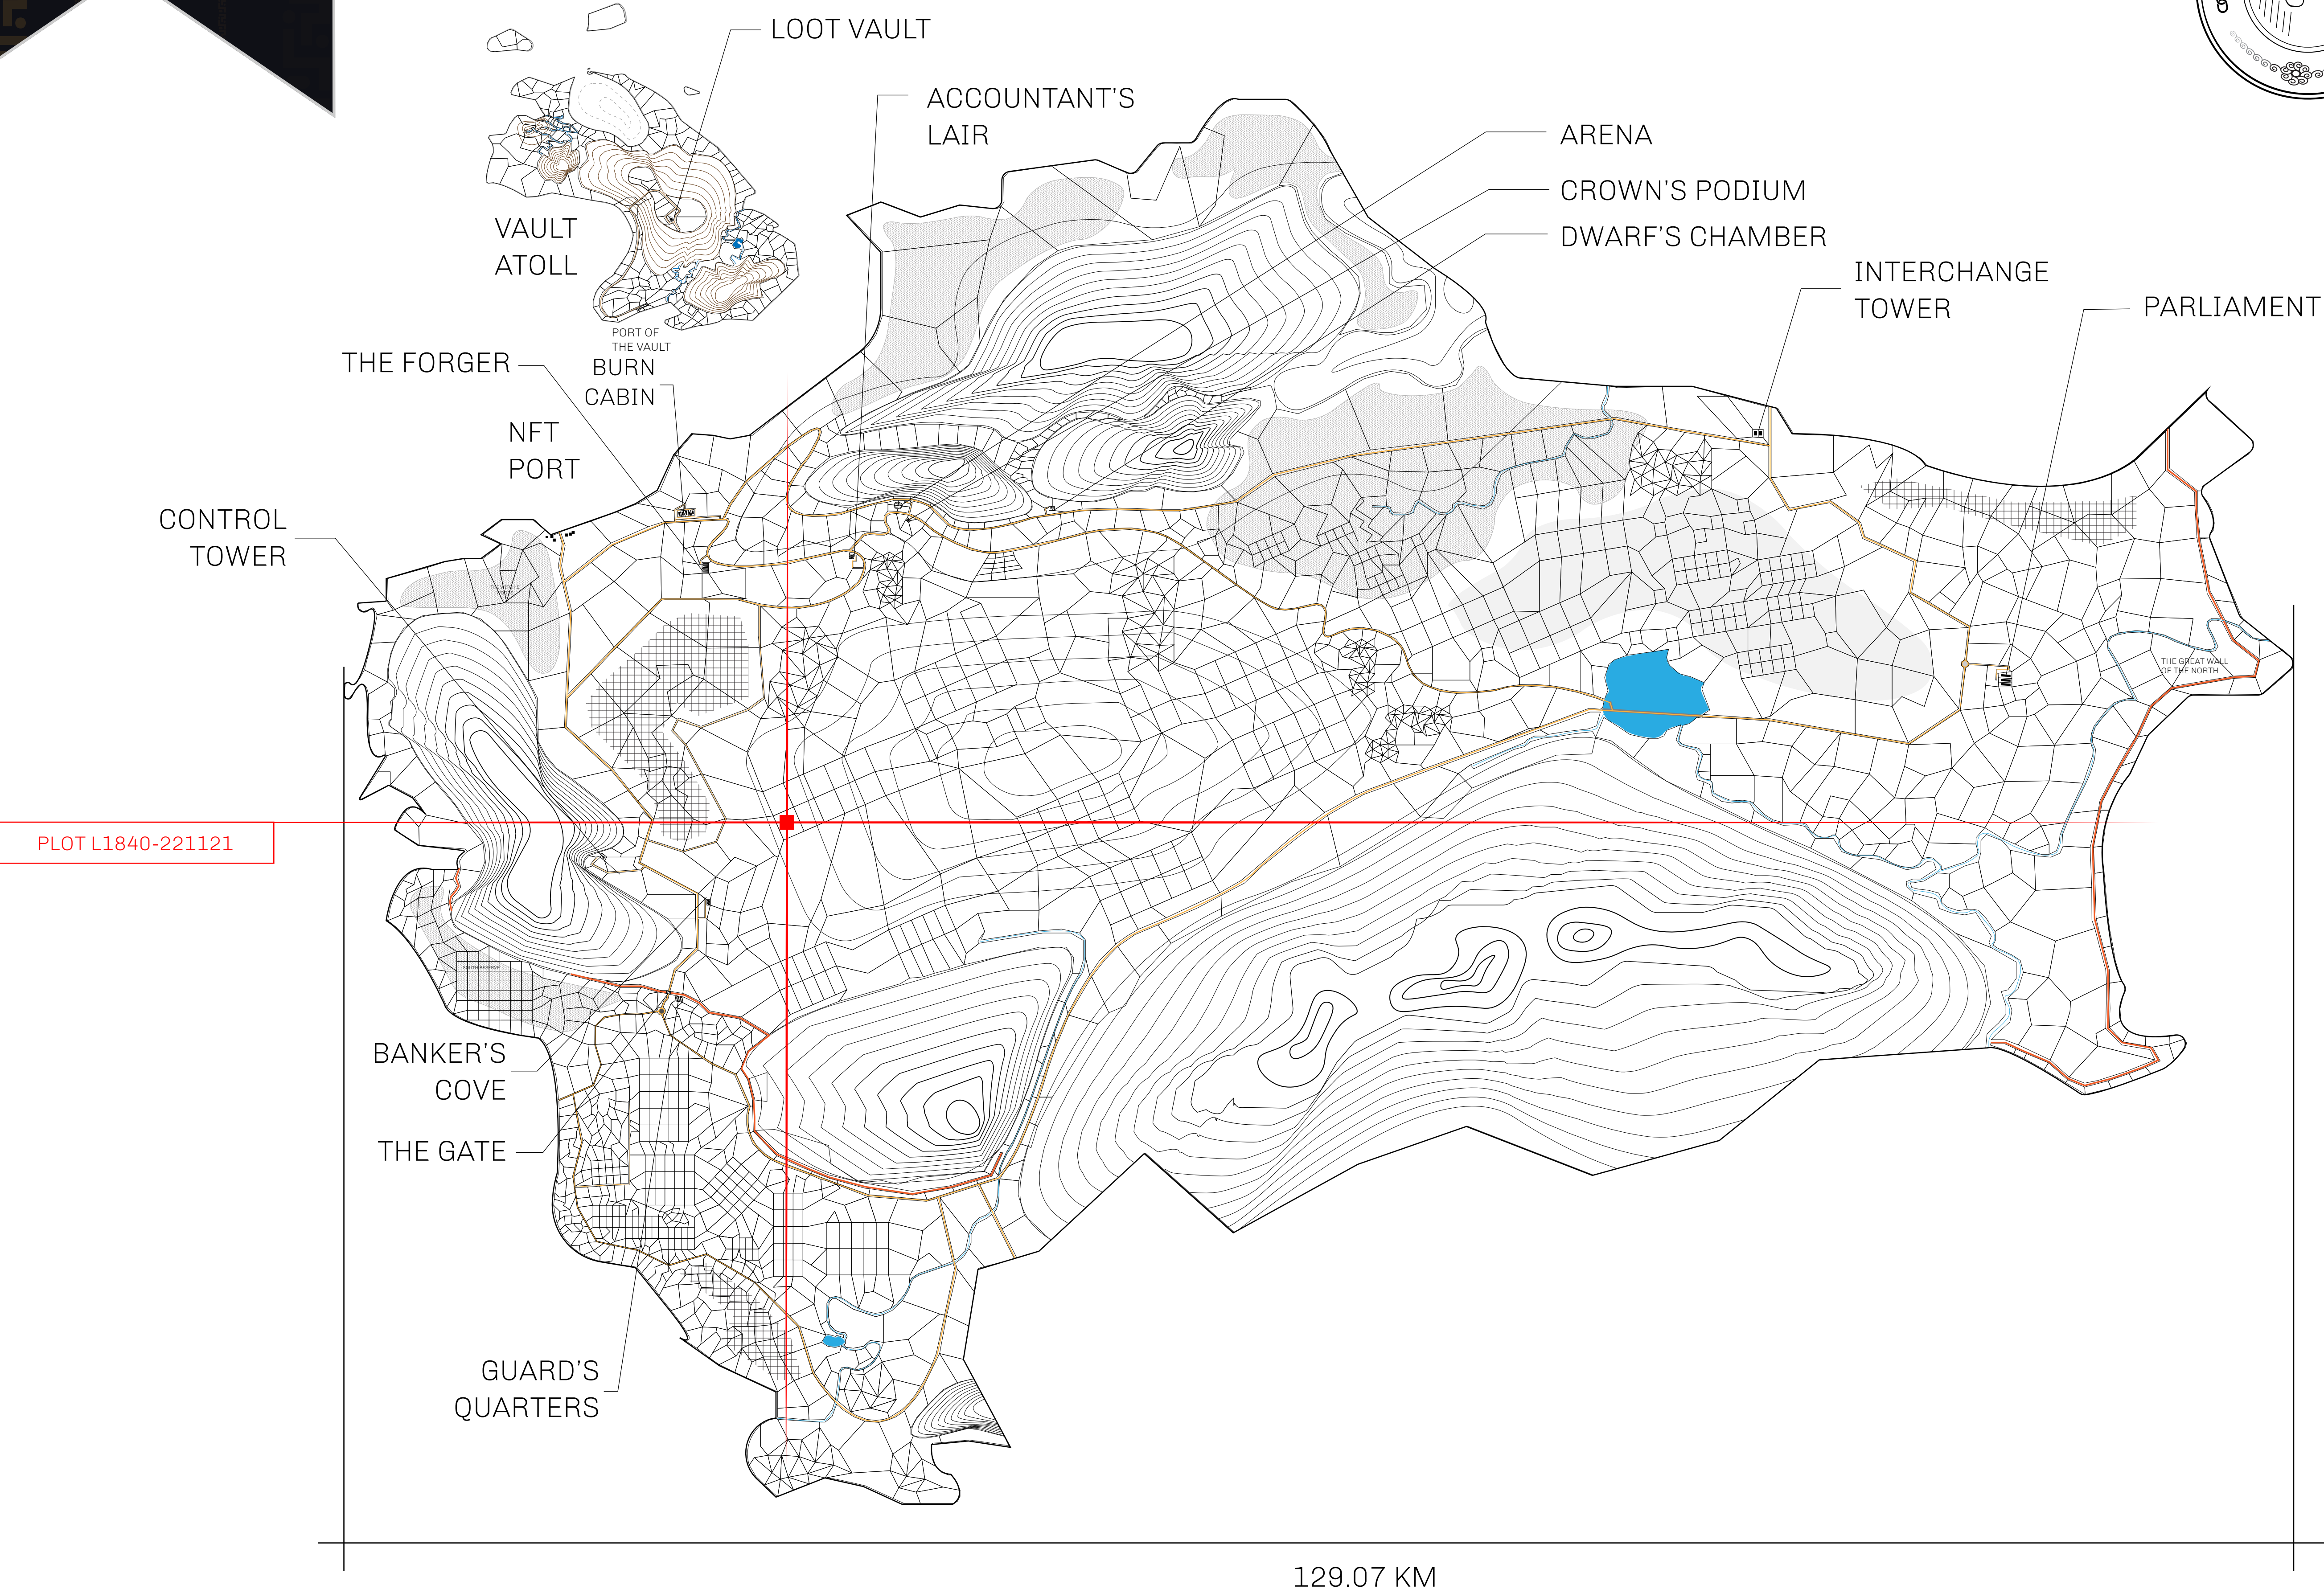 LOOT VAULT
ACCOUNTANT'S
LAIR
ARENA
CROWN'S PODIUM
DWARF'S CHAMBER
INTERCHANGE
TOWER
PARLIAMENT
VAULT
ATOLL
PORT OF
THE VAULT
THE FORGER
BURN
CABIN
NFT
PORT
CONTROL
TOWER
THE GREAT WALL
OF THE NORTH
PLOT L1840-221121
SOUTH RESERVE
BANKER'S
COVE
THE GATE
GUARD'S
QUARTERS
129.07 KM